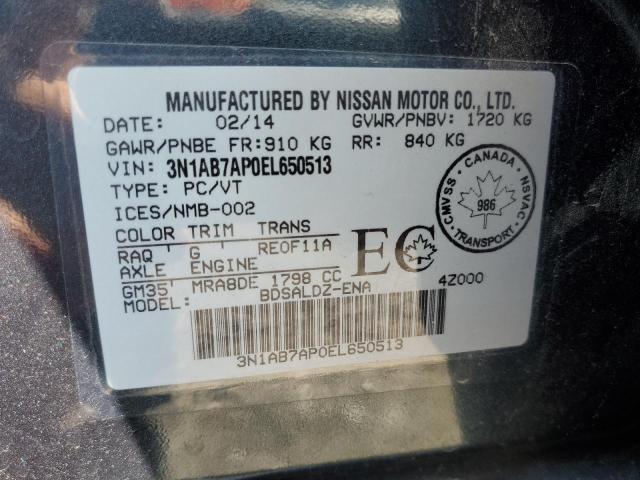 MANUFACTURED BY NISSAN MOTOR CO., LTD.
DATE: 02/14 GVWR/PNBV: 1720 KG
GAWR/PNBE FR: 910 KG RR: 840 KG
VIN: 3N1AB7AP0EL650513
TYPE: PC/VT
ICES/NMB-002
COLOR TRIM TRANS
RAQ G RE0F11A
AXLE ENGINE
GM35 MRA8DE 1798 CC
MODEL: BDSALDZ-ENA 4Z000
EC
CANADA
CMVSS NSVAC
986
TRANSPORT
3N1AB7AP0EL650513